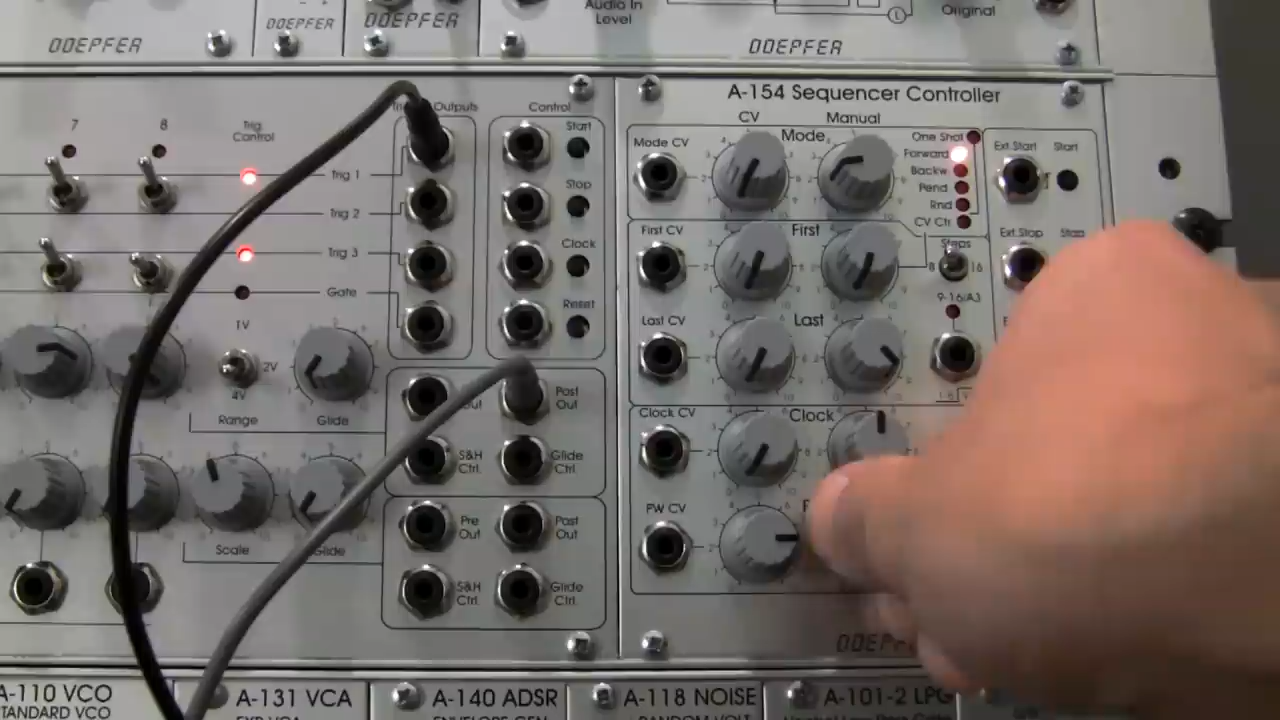 Audio In
Level
Original
L
DOEPFER
DOEPFER
DOEPFER
DOEPFER
A-154 Sequencer Controller
7
8
Trig.
Control
Outputs
Control
Start
Stop
Clock
Reset
Trig 1
Trig 2
Trig 3
Gate
1V
2V
4V
Range
Glide
Scale
Glide
Post
Out
S&H
Ctrl.
Glide
Ctrl.
Pre
Out
Post
Out
S&H
Ctrl.
Glide
Ctrl.
CV
Manual
Mode CV
Mode
One Shot
Forward
Backw
Pend
Rnd
CV Ctr
Ext.Start
Start
First CV
First
Steps
8
16
Ext.Stop
Stop
9-16/A3
Last CV
Last
Clock CV
Clock
PW CV
DOEPFER
A-110 VCO
STANDARD VCO
A-131 VCA
EXP. VCA
A-140 ADSR
ENVELOPE GEN.
A-118 NOISE
RANDOM VOLT.
A-101-2 LPG